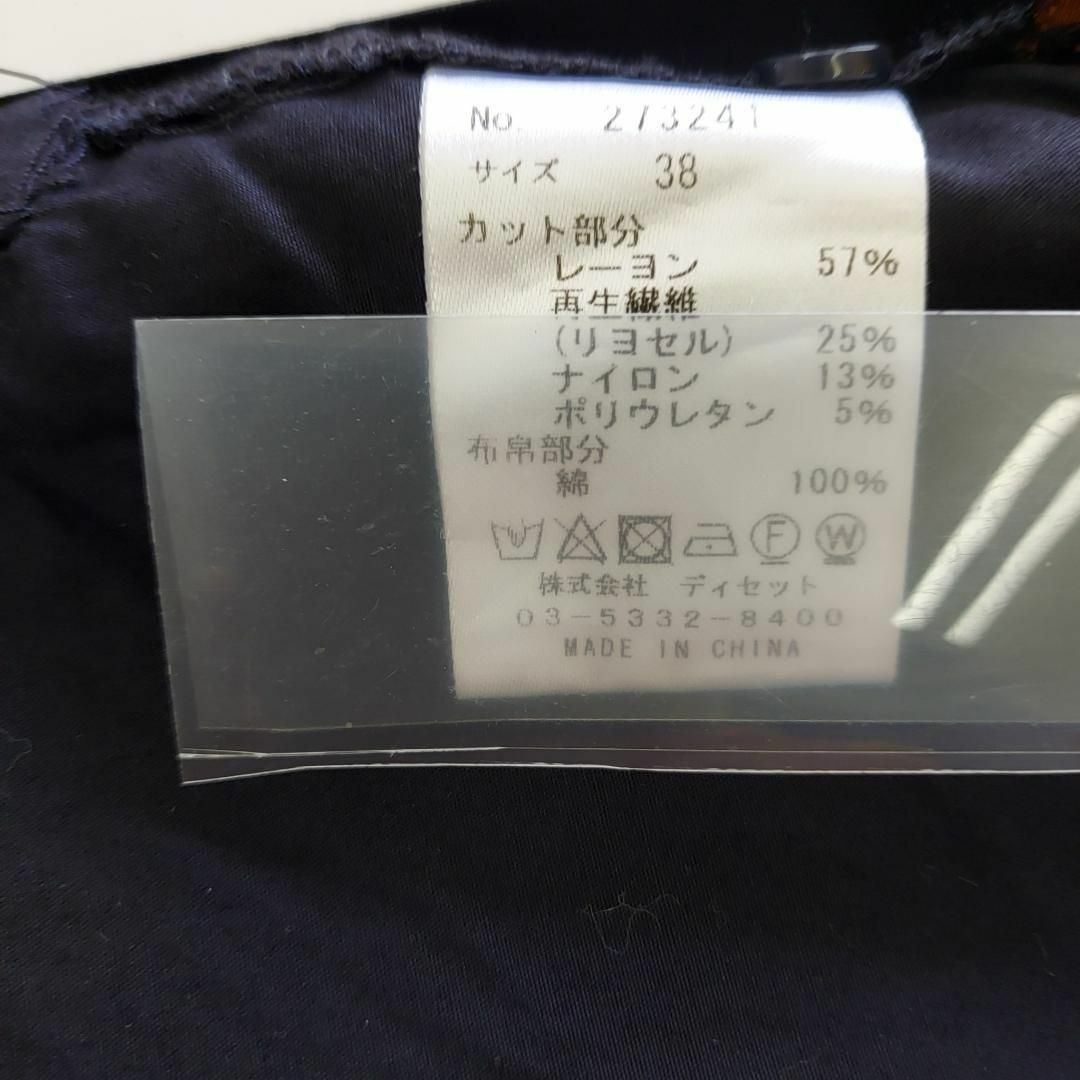 No. 273241
サイズ 38
カット部分
レーヨン 57%
再生繊維
(リヨセル) 25%
ナイロン 13%
ポリウレタン 5%
布帛部分
綿 100%
F W
株式会社 ディセット
03-5332-8400
MADE IN CHINA